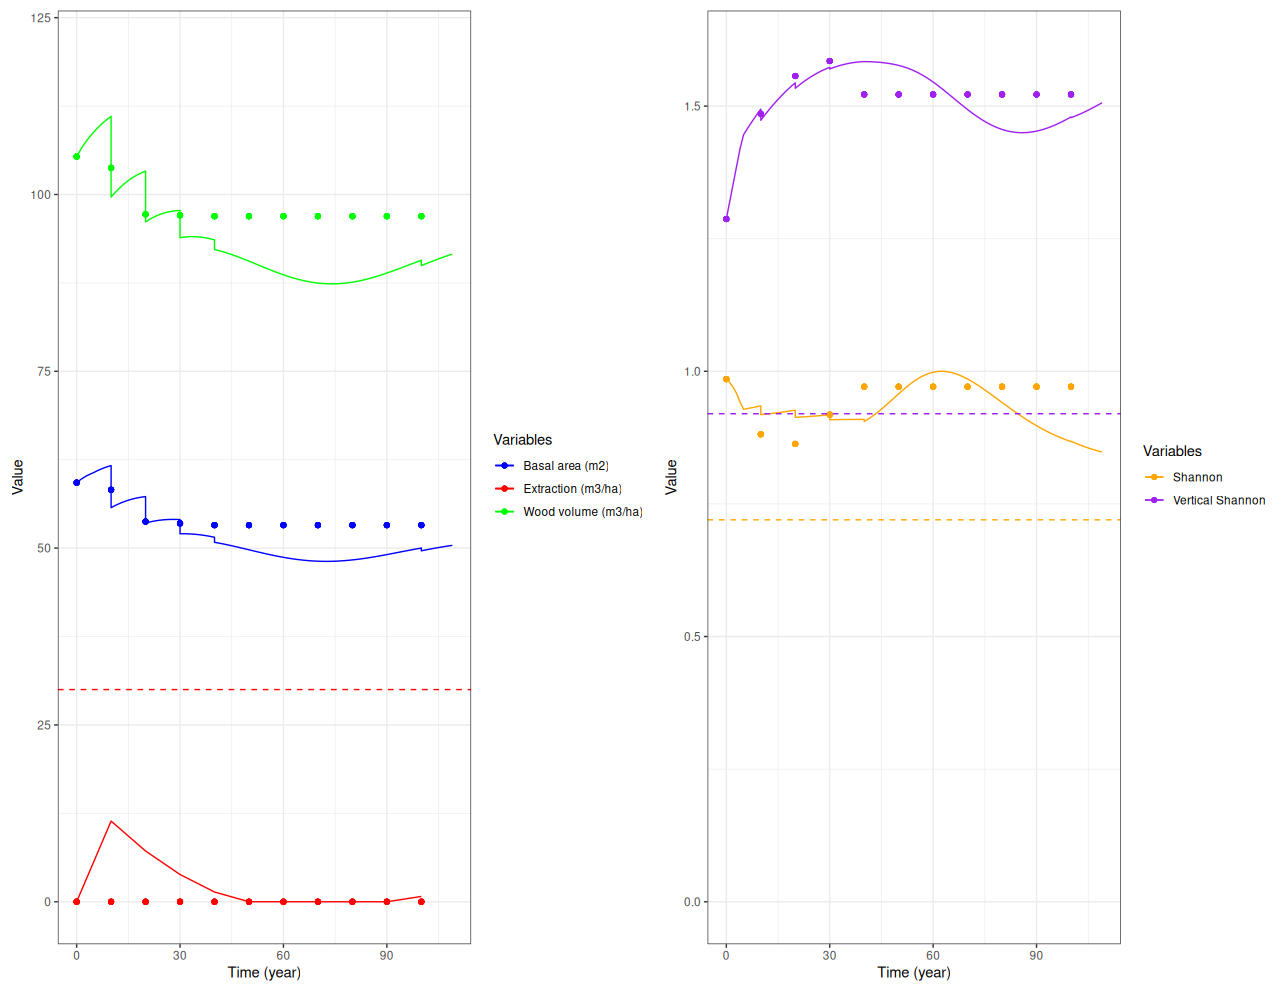 125
100
75
50
25
0
Value
0 30 60 90
Time (year)
Variables
Basal area (m2)
Extraction (m3/ha)
Wood volume (m3/ha)
1.5
1.0
0.5
0.0
Value
0 30 60 90
Time (year)
Variables
Shannon
Vertical Shannon